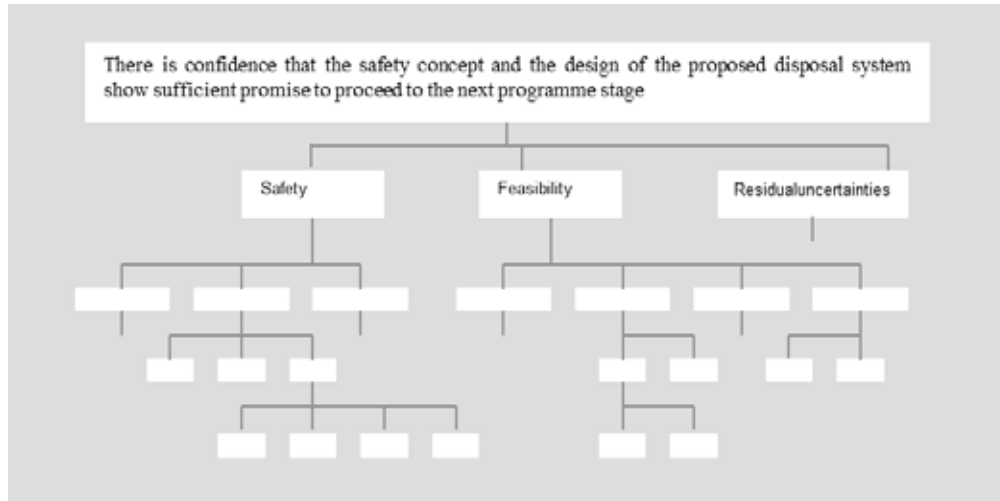 There is confidence that the safety concept and the design of the proposed disposal system
show sufficient promise to proceed to the next programme stage
Safety
Feasibility
Residualuncertainties